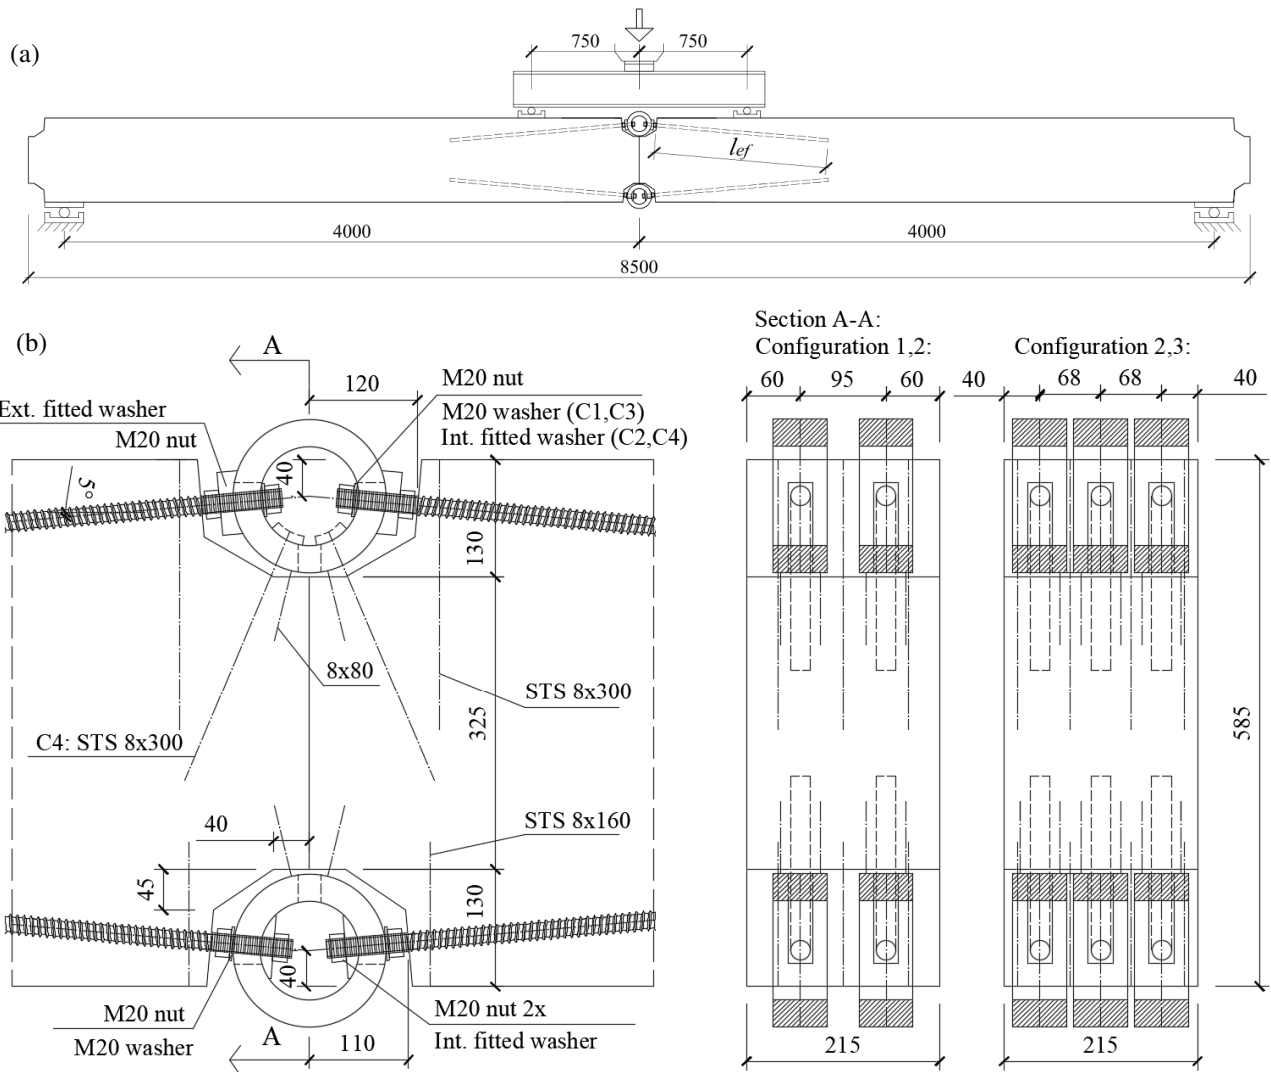 (a)
750
750
l_ef
4000
4000
8500
(b)
A
120
M20 nut
M20 washer (C1,C3)
Int. fitted washer (C2,C4)
Ext. fitted washer
M20 nut
40
5°
130
8x80
STS 8x300
C4: STS 8x300
325
40
STS 8x160
45
130
40
M20 nut
M20 washer
M20 nut 2x
Int. fitted washer
A
110
Section A-A:
Configuration 1,2:
60
95
60
215
Configuration 2,3:
40
68
68
40
585
215